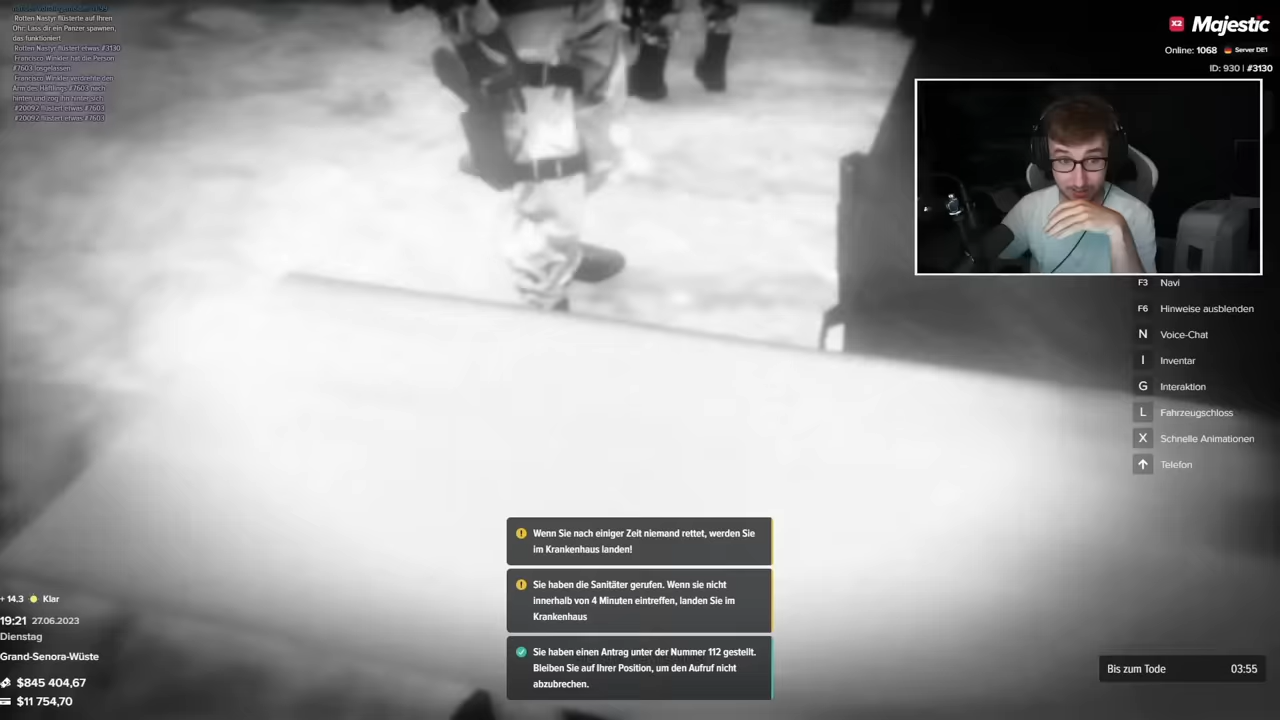 Rotten Nastyr flüsterte auf Ihren
Ohr: Lass dir ein Panzer spawnen,
das funktioniert
Rotten Nastyr flüstert etwas #3130
Francisco Winkler hat die Person
#7603 losgelassen
Francisco Winkler verdrehte den
Arm des Häftlings #7603 nach
hinten und zog ihn hinter sich
#20092 flüstert etwas #7603
#20092 flüstert etwas #7603
X2 Majestic
Online: 1068 Server DE1
ID: 930 | #3130
F3 Navi
F6 Hinweise ausblenden
N Voice-Chat
I Inventar
G Interaktion
L Fahrzeugschloss
X Schnelle Animationen
Telefon
Wenn Sie nach einiger Zeit niemand rettet, werden Sie
im Krankenhaus landen!
Sie haben die Sanitäter gerufen. Wenn sie nicht
innerhalb von 4 Minuten eintreffen, landen Sie im
Krankenhaus
Sie haben einen Antrag unter der Nummer 112 gestellt.
Bleiben Sie auf Ihrer Position, um den Aufruf nicht
abzubrechen.
+ 14.3 Klar
19:21 27.06.2023
Dienstag
Grand-Senora-Wüste
$845 404,67
$11 754,70
Bis zum Tode 03:55